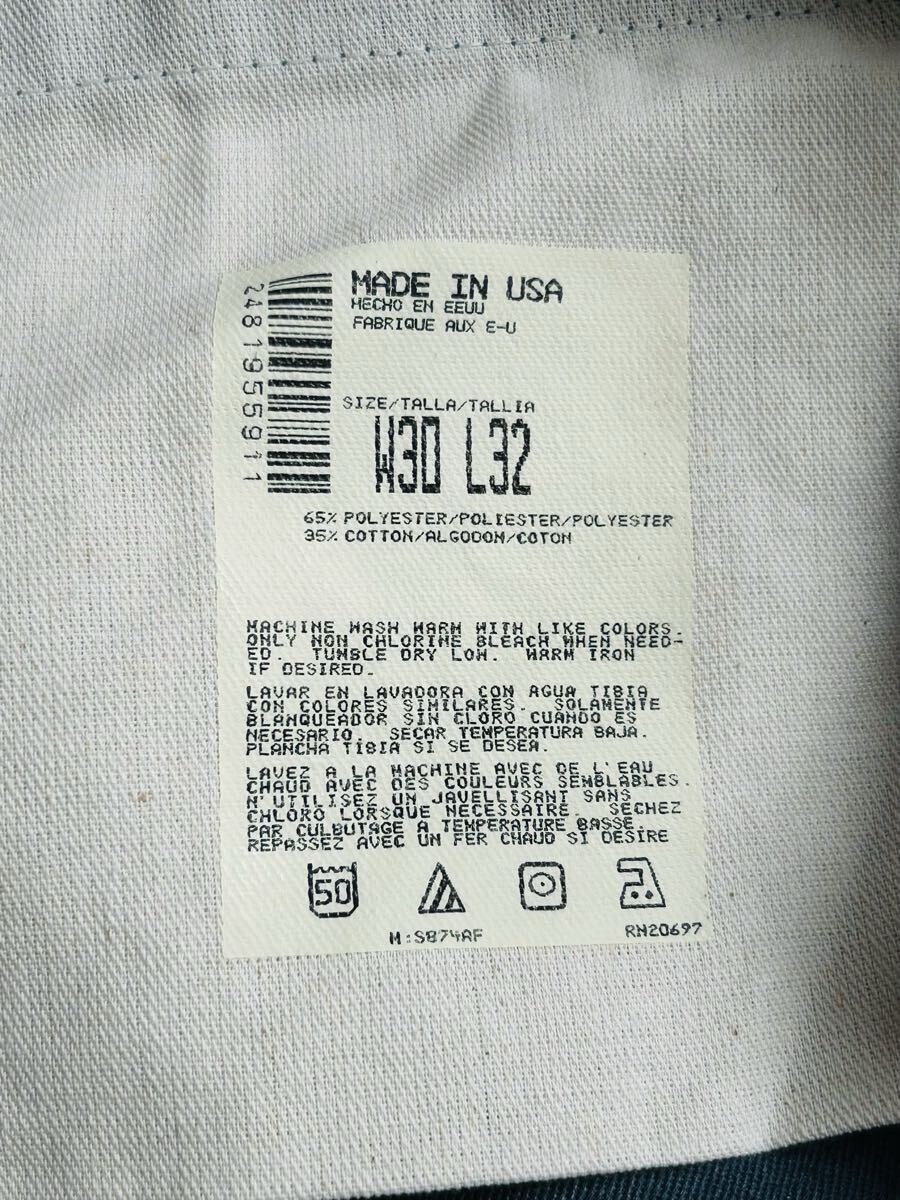 2481955911
MADE IN USA
HECHO EN EEUU
FABRIQUE AUX E-U
SIZE/TALLA/TALLIA
W30 L32
65% POLYESTER/POLIESTER/POLYESTER
35% COTTON/ALGODON/COTON
MACHINE WASH WARM WITH LIKE COLORS.
ONLY NON CHLORINE BLEACH WHEN NEED-
ED. TUMBLE DRY LOW. WARM IRON
IF DESIRED.
LAVAR EN LAVADORA CON AGUA TIBIA
CON COLORES SIMILARES. SOLAMENTE
BLANQUEADOR SIN CLORO CUANDO ES
NECESARIO. SECAR TEMPERATURA BAJA.
PLANCHA TIBIA SI SE DESEA.
LAVEZ A LA MACHINE AVEC DE L'EAU
CHAUD AVEC DES COULEURS SEMBLABLES.
N'UTILISEZ UN JAVELLISANT SANS
CHLORO LORSQUE NECESSAIRE. SECHEZ
PAR CULBUTAGE A TEMPERATURE BASSE.
REPASSEZ AVEC UN FER CHAUD SI DESIRE
50
M:S874AF
RN20697